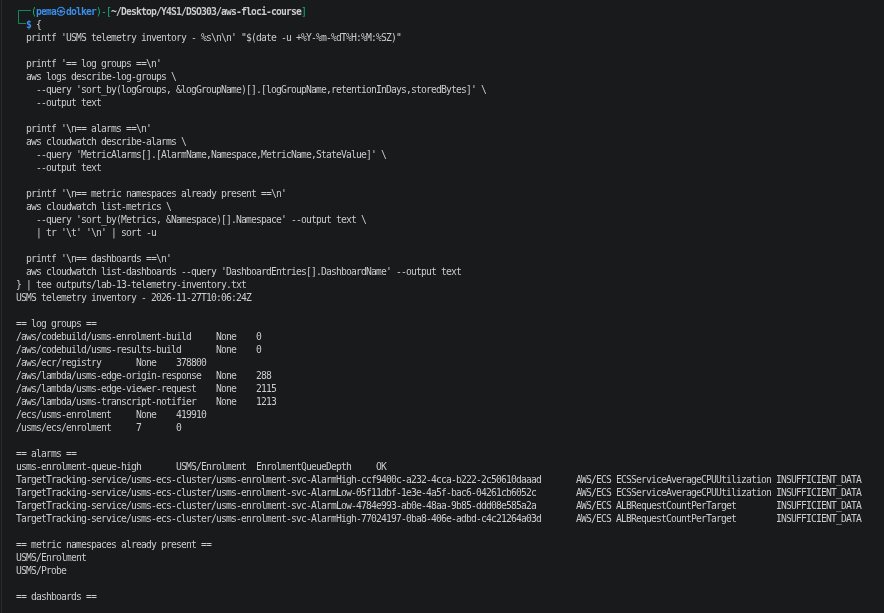 ┌──(pema㉿dolker)-[~/Desktop/Y4S1/DSO303/aws-floci-course]
└─$ {
  printf 'USMS telemetry inventory - %s\n\n' "$(date -u +%Y-%m-%dT%H:%M:%SZ)"

  printf '== log groups ==\n'
  aws logs describe-log-groups \
    --query 'sort_by(logGroups, &logGroupName)[].[logGroupName,retentionInDays,storedBytes]' \
    --output text

  printf '\n== alarms ==\n'
  aws cloudwatch describe-alarms \
    --query 'MetricAlarms[].[AlarmName,Namespace,MetricName,StateValue]' \
    --output text

  printf '\n== metric namespaces already present ==\n'
  aws cloudwatch list-metrics \
    --query 'sort_by(Metrics, &Namespace)[].Namespace' --output text \
    | tr '\t' '\n' | sort -u

  printf '\n== dashboards ==\n'
  aws cloudwatch list-dashboards --query 'DashboardEntries[].DashboardName' --output text
} | tee outputs/lab-13-telemetry-inventory.txt
USMS telemetry inventory - 2026-11-27T10:06:24Z

== log groups ==
/aws/codebuild/usms-enrolment-build     None    0
/aws/codebuild/usms-results-build       None    0
/aws/ecr/registry       None    378800
/aws/lambda/usms-edge-origin-response   None    288
/aws/lambda/usms-edge-viewer-request    None    2115
/aws/lambda/usms-transcript-notifier    None    1213
/ecs/usms-enrolment     None    419910
/usms/ecs/enrolment     7       0

== alarms ==
usms-enrolment-queue-high       USMS/Enrolment  EnrolmentQueueDepth     OK
TargetTracking-service/usms-ecs-cluster/usms-enrolment-svc-AlarmHigh-ccf9400c-a232-4cca-b222-2c50610daaad       AWS/ECS ECSServiceAverageCPUUtilization INSUFFICIENT_DATA
TargetTracking-service/usms-ecs-cluster/usms-enrolment-svc-AlarmLow-05f11dbf-1e3e-4a5f-bac6-04261cb6052c        AWS/ECS ECSServiceAverageCPUUtilization INSUFFICIENT_DATA
TargetTracking-service/usms-ecs-cluster/usms-enrolment-svc-AlarmLow-4784e993-ab0e-48aa-9b85-ddd08e585a2a        AWS/ECS ALBRequestCountPerTarget        INSUFFICIENT_DATA
TargetTracking-service/usms-ecs-cluster/usms-enrolment-svc-AlarmHigh-77024197-0ba8-406e-adbd-c4c21264a03d       AWS/ECS ALBRequestCountPerTarget        INSUFFICIENT_DATA

== metric namespaces already present ==
USMS/Enrolment
USMS/Probe

== dashboards ==